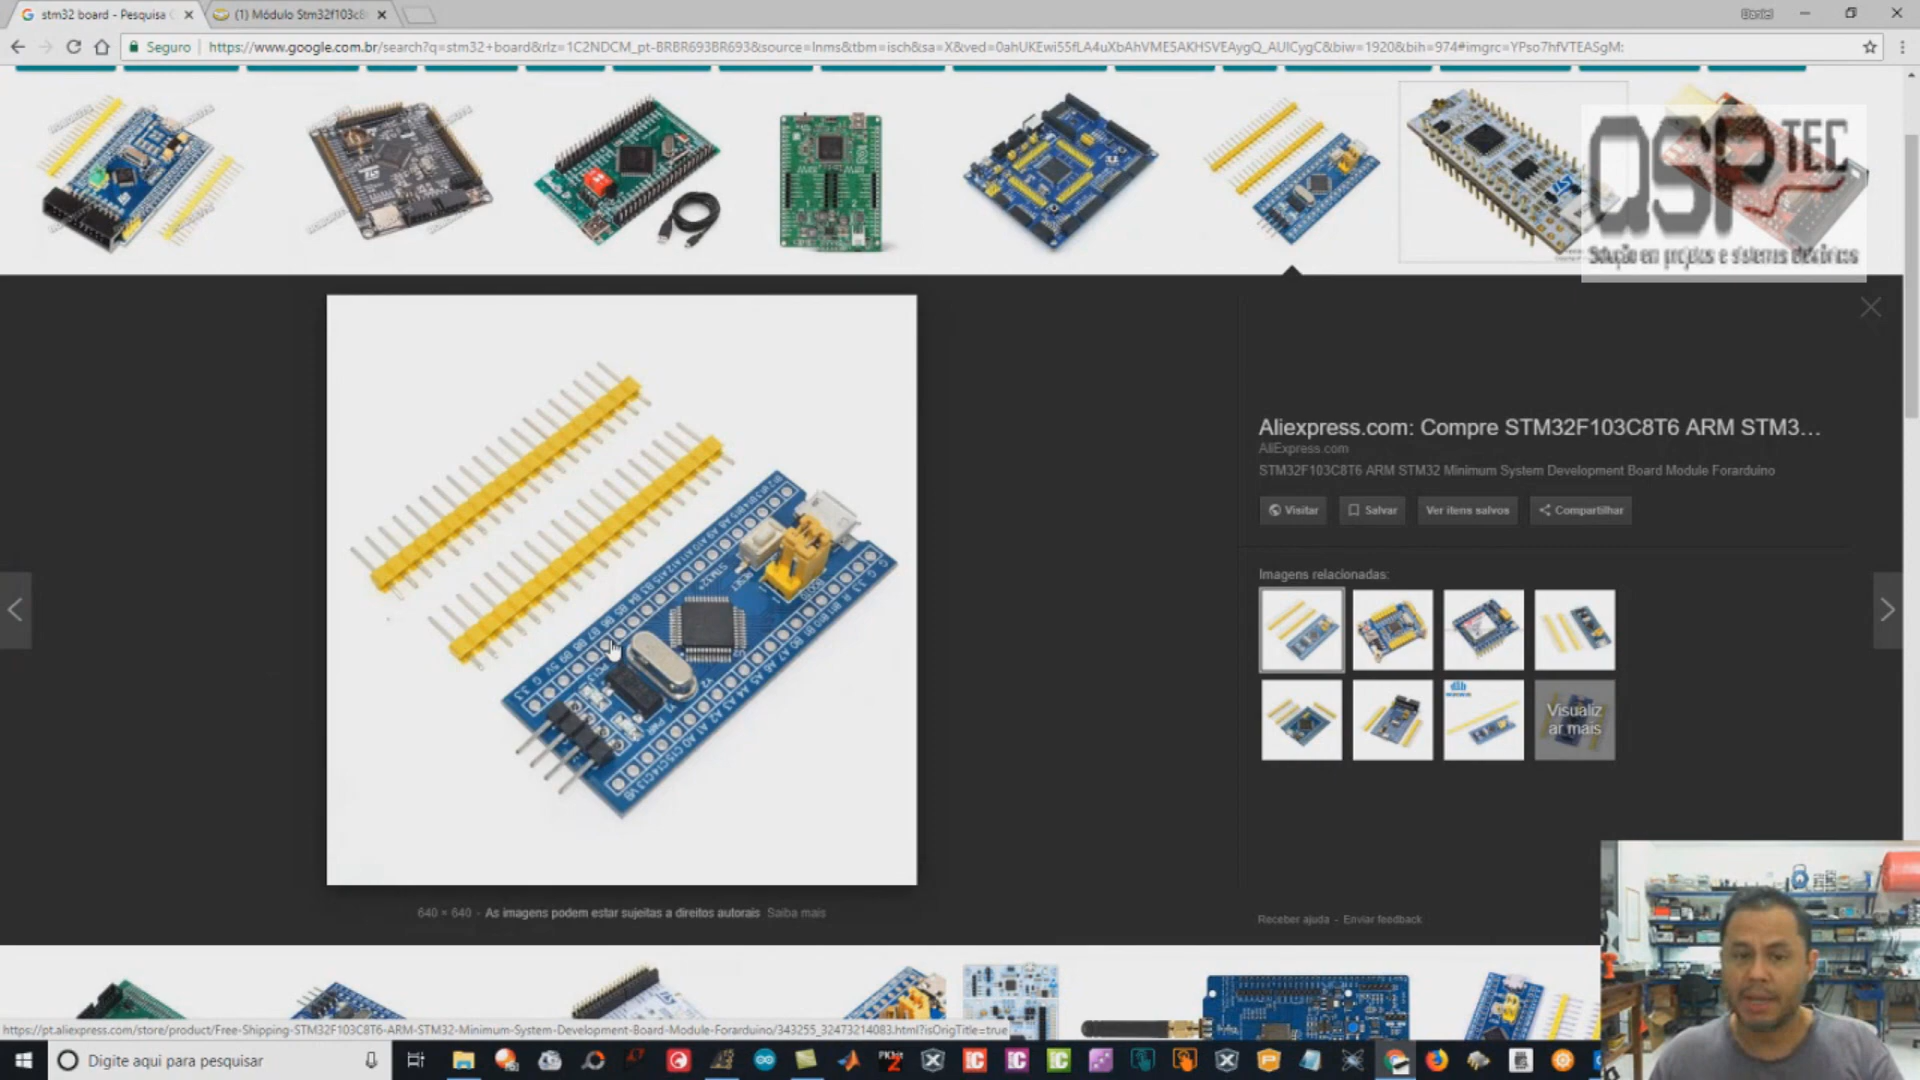 stm32 board - Pesquisa
(1) Módulo Stm32f103c8
Daniel
Seguro
https://www.google.com.br/search?q=stm32+board&rlz=1C2NDCM_pt-BRBR693BR693&source=lnms&tbm=isch&sa=X&ved=0ahUKEwi55fLA4uXbAhVME5AKHSVEAygQ_AUICygC&biw=1920&bih=974#imgrc=YPso7hfVTEASgM:
QSP TEC
Solução em projetos e sistemas eletrônicos
Aliexpress.com: Compre STM32F103C8T6 ARM STM3...
AliExpress.com
STM32F103C8T6 ARM STM32 Minimum System Development Board Module Forarduino
Visitar
Salvar
Ver itens salvos
Compartilhar
Imagens relacionadas:
Visualiz
ar mais
640 × 640 - As imagens podem estar sujeitas a direitos autorais Saiba mais
Receber ajuda - Enviar feedback
https://pt.aliexpress.com/store/product/Free-Shipping-STM32F103C8T6-ARM-STM32-Minimum-System-Development-Board-Module-Forarduino/343255_32473214083.html?isOrigTitle=true
Digite aqui para pesquisar